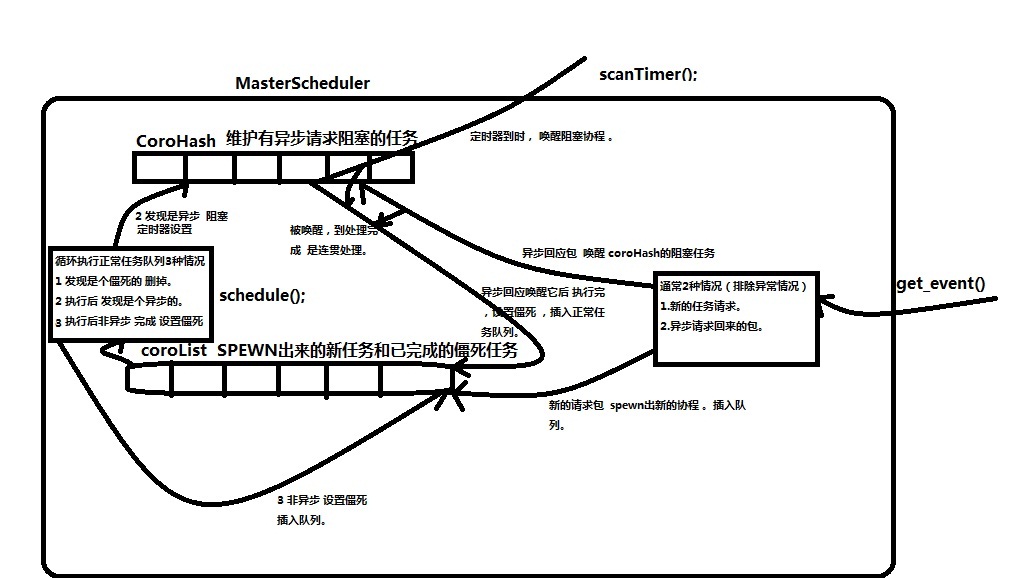 scanTimer();
MasterScheduler
定时器到时，唤醒阻塞协程 。
CoroHash 维护有异步请求阻塞的任务
2 发现是异步 阻塞
定时器设置
被唤醒，到处理完
成 是连贯处理。
异步回应包 唤醒 coroHash的阻塞任务
循环执行正常任务队列3种情况
1 发现是个僵死的 删掉。
2 执行后 发现是个异步的。
3 执行后非异步 完成 设置僵死
schedule();
异步回应唤醒它后 执行完
，设置僵死 ，插入正常任
务队列。
通常2种情况（排除异常情况）
1.新的任务请求。
2.异步请求回来的包。
get_event()
coroList SPEWN出来的新任务和已完成的僵死任务
新的请求包 spewn出新的协程 。插入队
列。
3 非异步 设置僵死
插入队列。